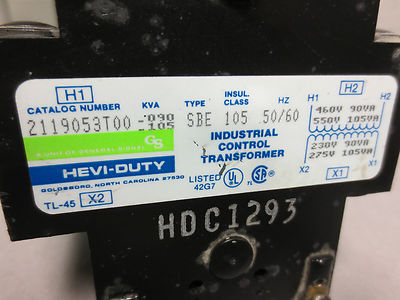 H1
CATALOG NUMBER KVA TYPE INSUL. CLASS HZ H1 H2
2119053T00 -.090 .105 SBE 105 50/60
460V 90VA
550V 105VA
230V 90VA
275V 105VA
X2 X1
GS
A UNIT OF GENERAL SIGNAL
HEVI-DUTY
GOLDSBORO, NORTH CAROLINA 27530
INDUSTRIAL
CONTROL
TRANSFORMER
LISTED
42G7
UL
SA
TL-45 X2
HDC1293